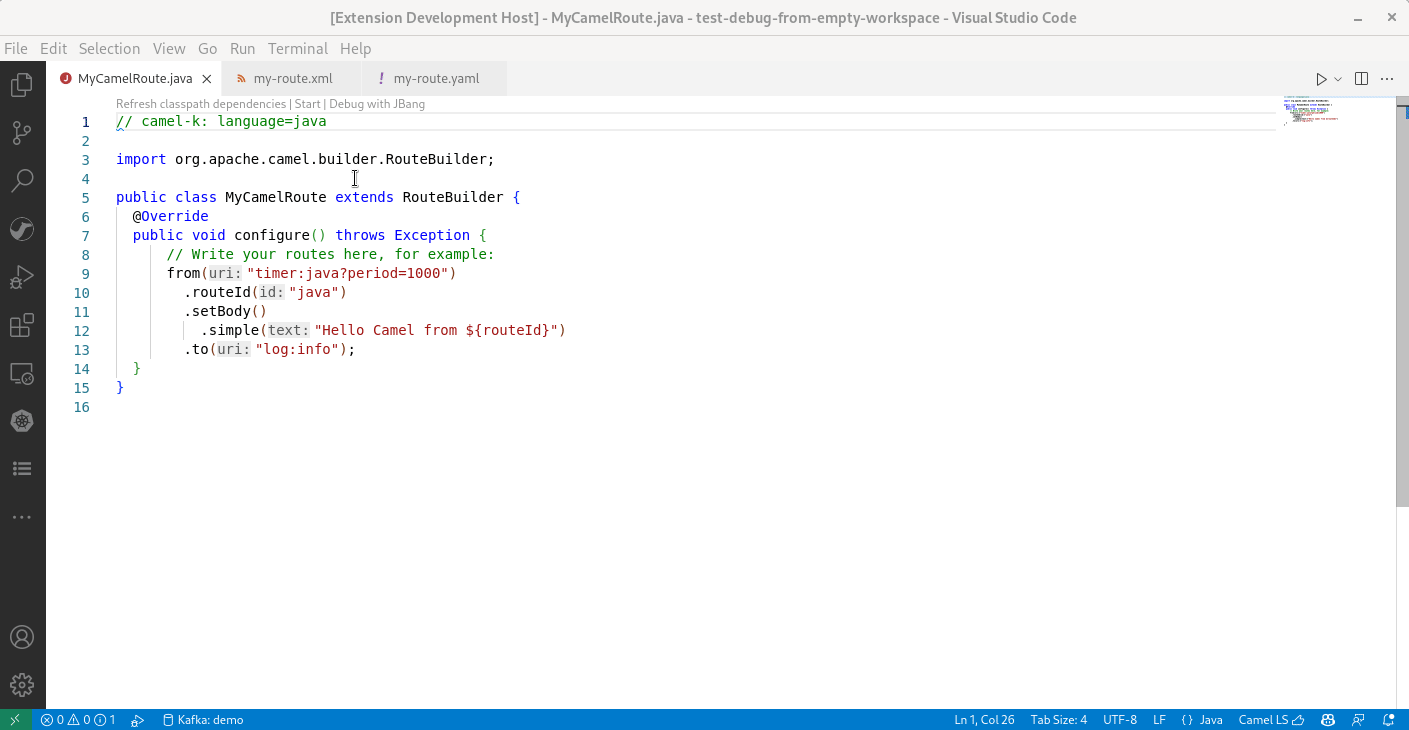 [Extension Development Host] - MyCamelRoute.java - test-debug-from-empty-workspace - Visual Studio Code
File Edit Selection View Go Run Terminal Help
MyCamelRoute.java my-route.xml my-route.yaml
Refresh classpath dependencies | Start | Debug with JBang
1 // camel-k: language=java
2
3 import org.apache.camel.builder.RouteBuilder;
4
5 public class MyCamelRoute extends RouteBuilder {
6 @Override
7 public void configure() throws Exception {
8 // Write your routes here, for example:
9 from(uri: "timer:java?period=1000")
10 .routeId(id: "java")
11 .setBody()
12 .simple(text: "Hello Camel from ${routeId}")
13 .to(uri: "log:info");
14 }
15 }
16
0 0 1 Kafka: demo Ln 1, Col 26 Tab Size: 4 UTF-8 LF {} Java Camel LS